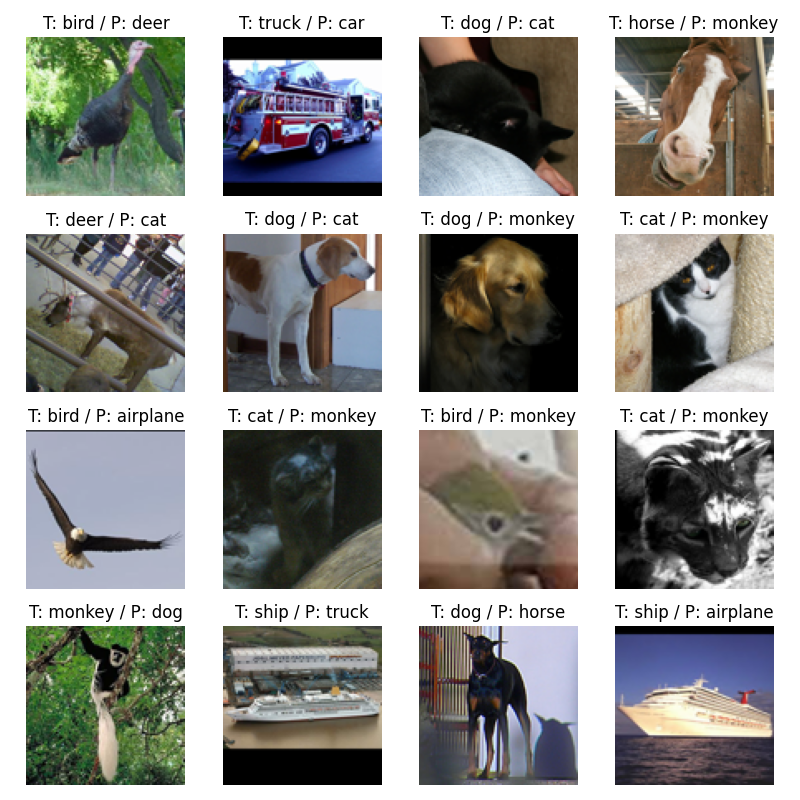 T: bird / P: deer
T: truck / P: car
T: dog / P: cat
T: horse / P: monkey
T: deer / P: cat
T: dog / P: cat
T: dog / P: monkey
T: cat / P: monkey
T: bird / P: airplane
T: cat / P: monkey
T: bird / P: monkey
T: cat / P: monkey
T: monkey / P: dog
T: ship / P: truck
T: dog / P: horse
T: ship / P: airplane